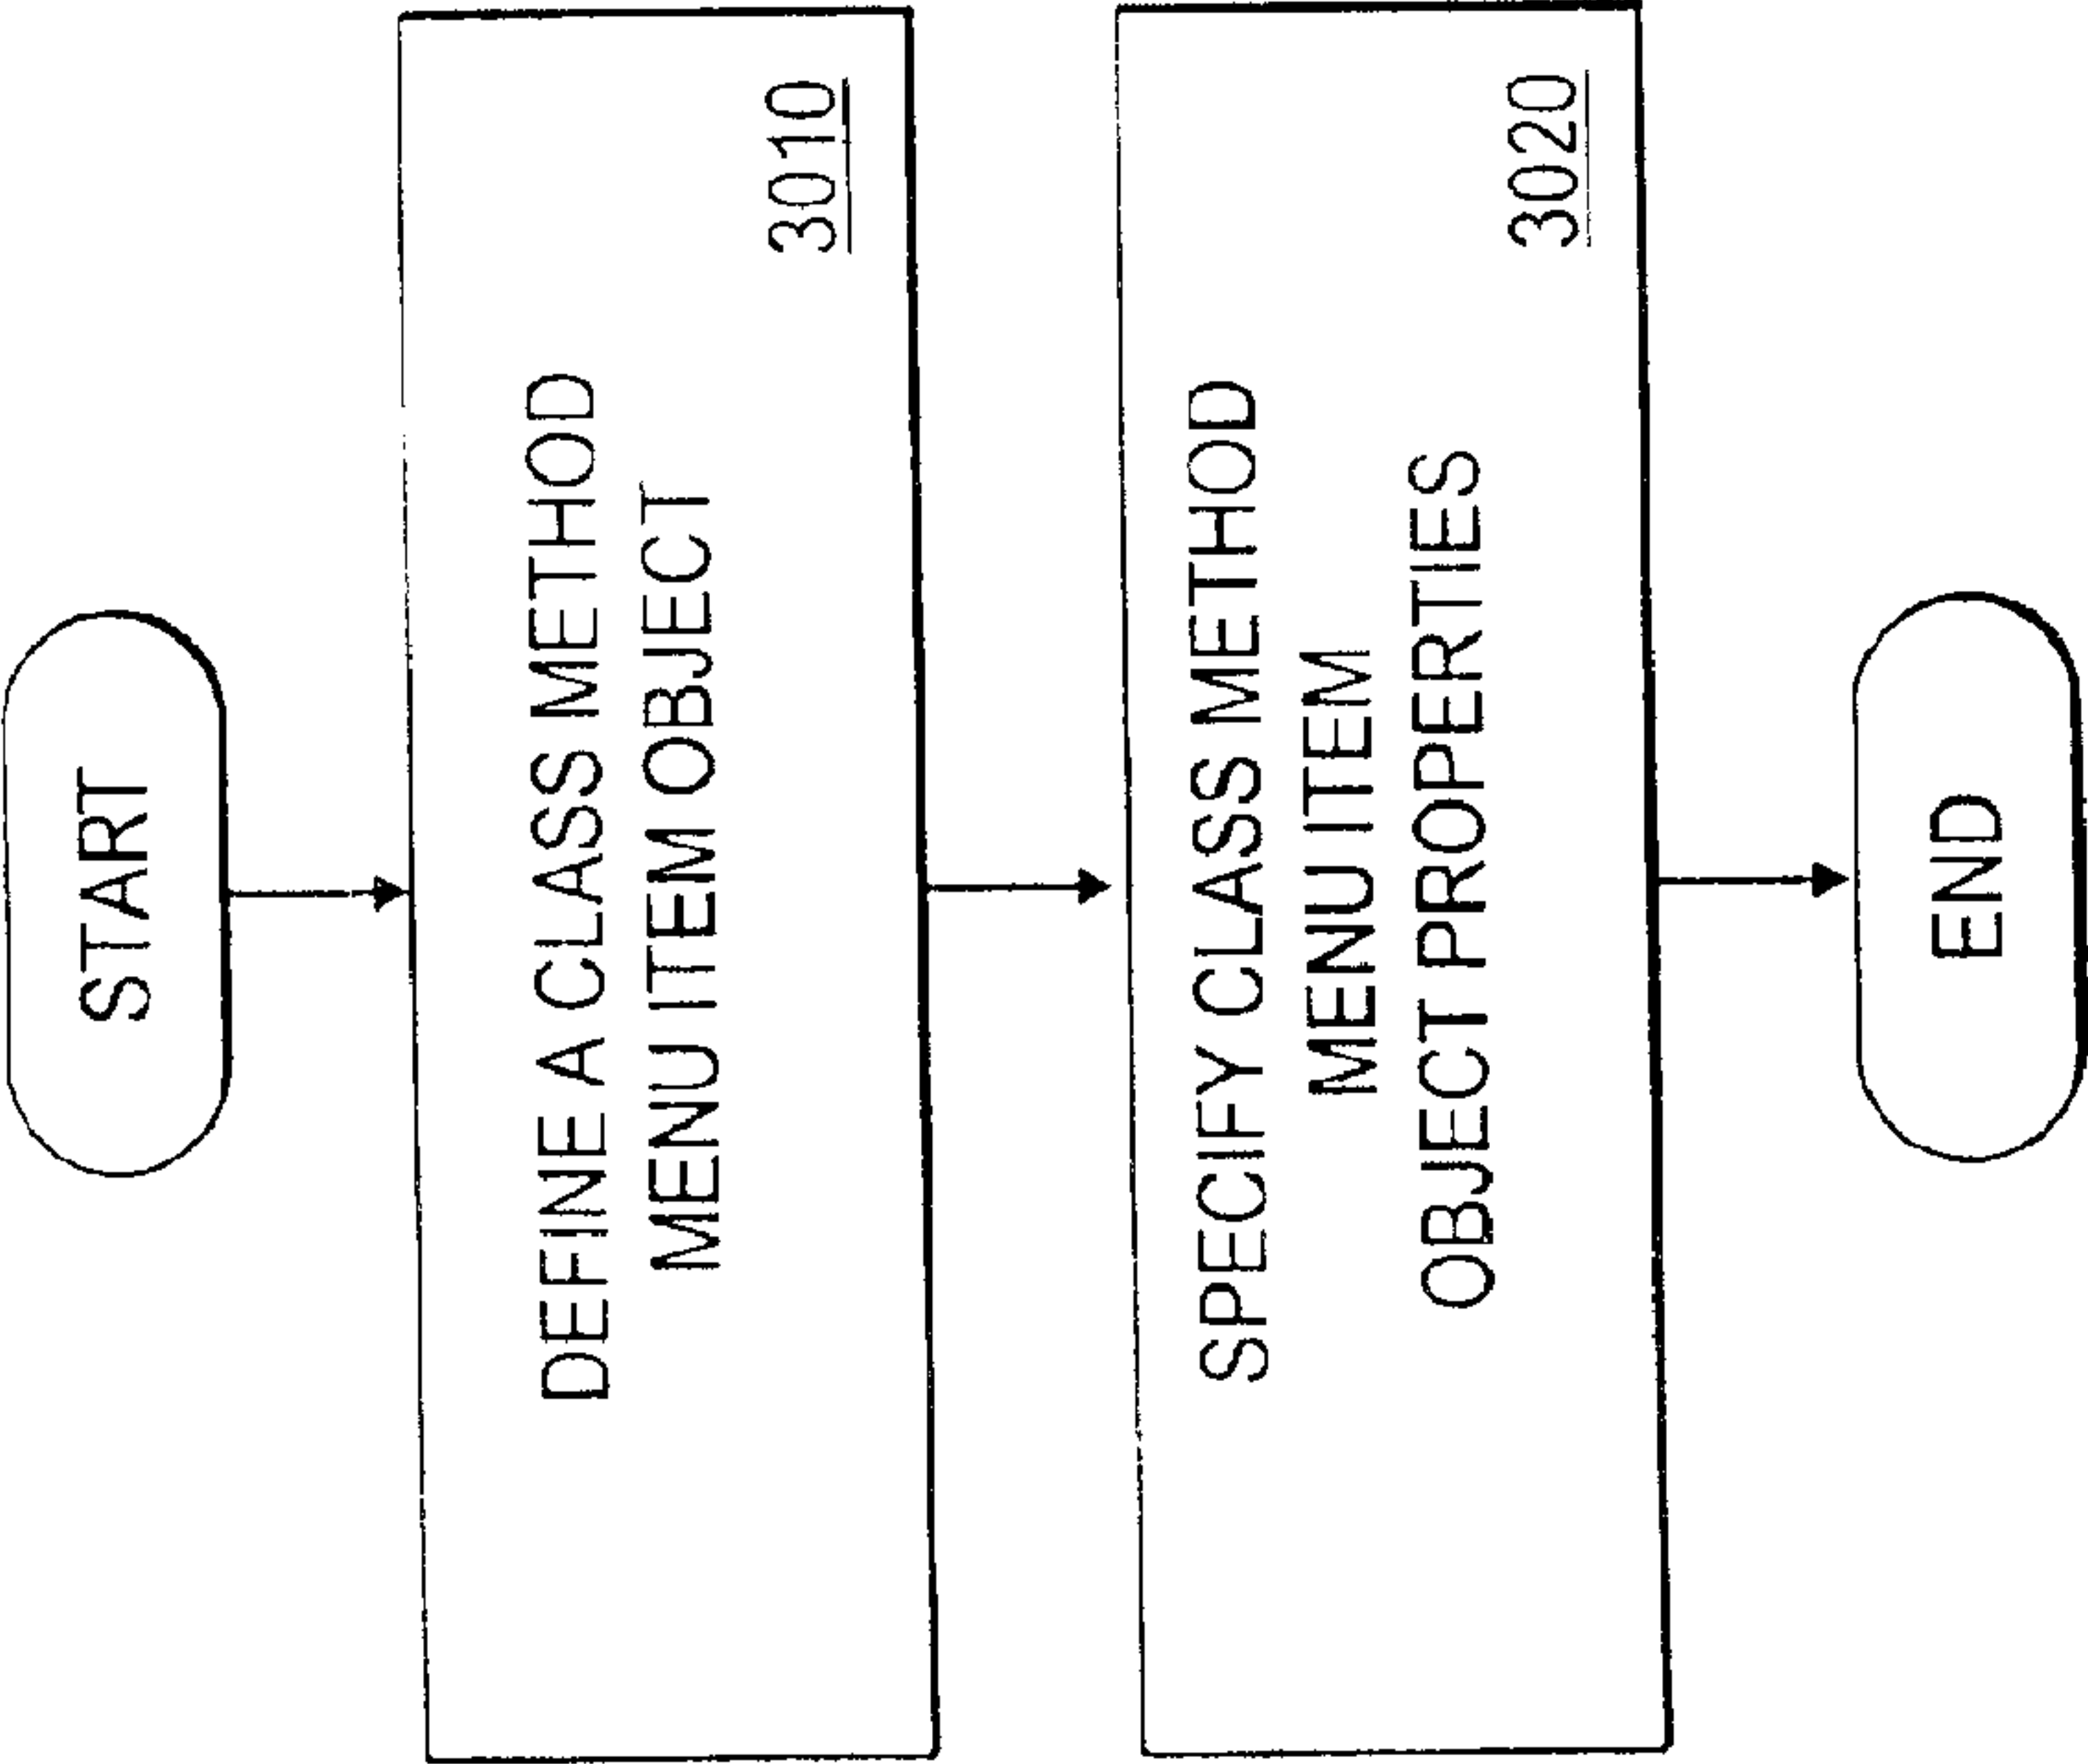 START
DEFINE A CLASS METHOD
MENU ITEM OBJECT
3010
SPECIFY CLASS METHOD
MENU ITEM
OBJECT PROPERTIES
3020
END